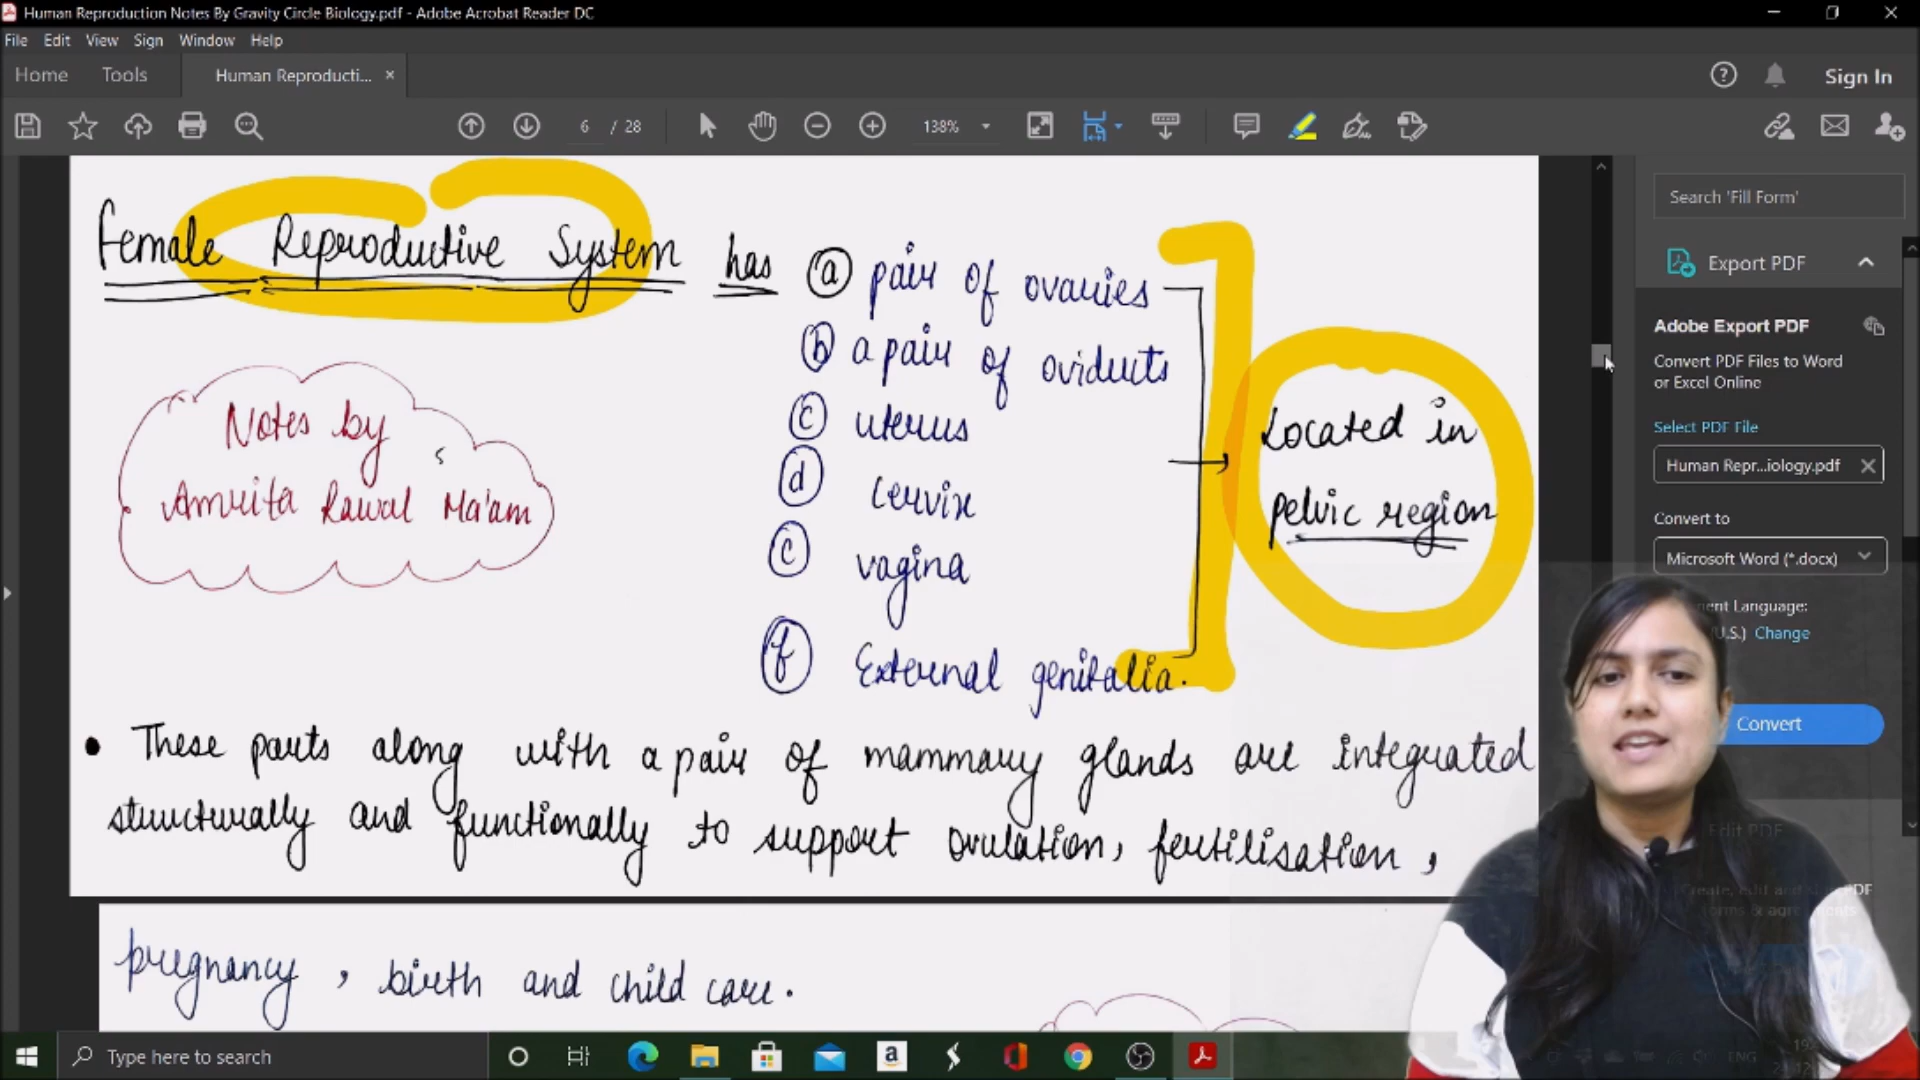 Human Reproduction Notes By Gravity Circle Biology.pdf - Adobe Acrobat Reader DC
File Edit View Sign Window Help
Home Tools Human Reproducti... ×
Sign In
6 / 28 138%
Search 'Fill Form'
Female Reproductive System has (a) pair of ovaries
Export PDF
(b) a pair of oviducts
Adobe Export PDF
Convert PDF Files to Word
or Excel Online
Notes by
Amrita Rawal Ma'am
(c) uterus
Located in
pelvic region
Select PDF File
Human Repr...iology.pdf
(d) cervix
Convert to
Microsoft Word (*.docx)
(c) vagina
Language:
(U.S.) Change
(f) External genitalia.
Convert
• These parts along with a pair of mammary glands are integrated
structurally and functionally to support ovulation, fertilisation,
Edit PDF
pregnancy, birth and child care.
Type here to search
ENG